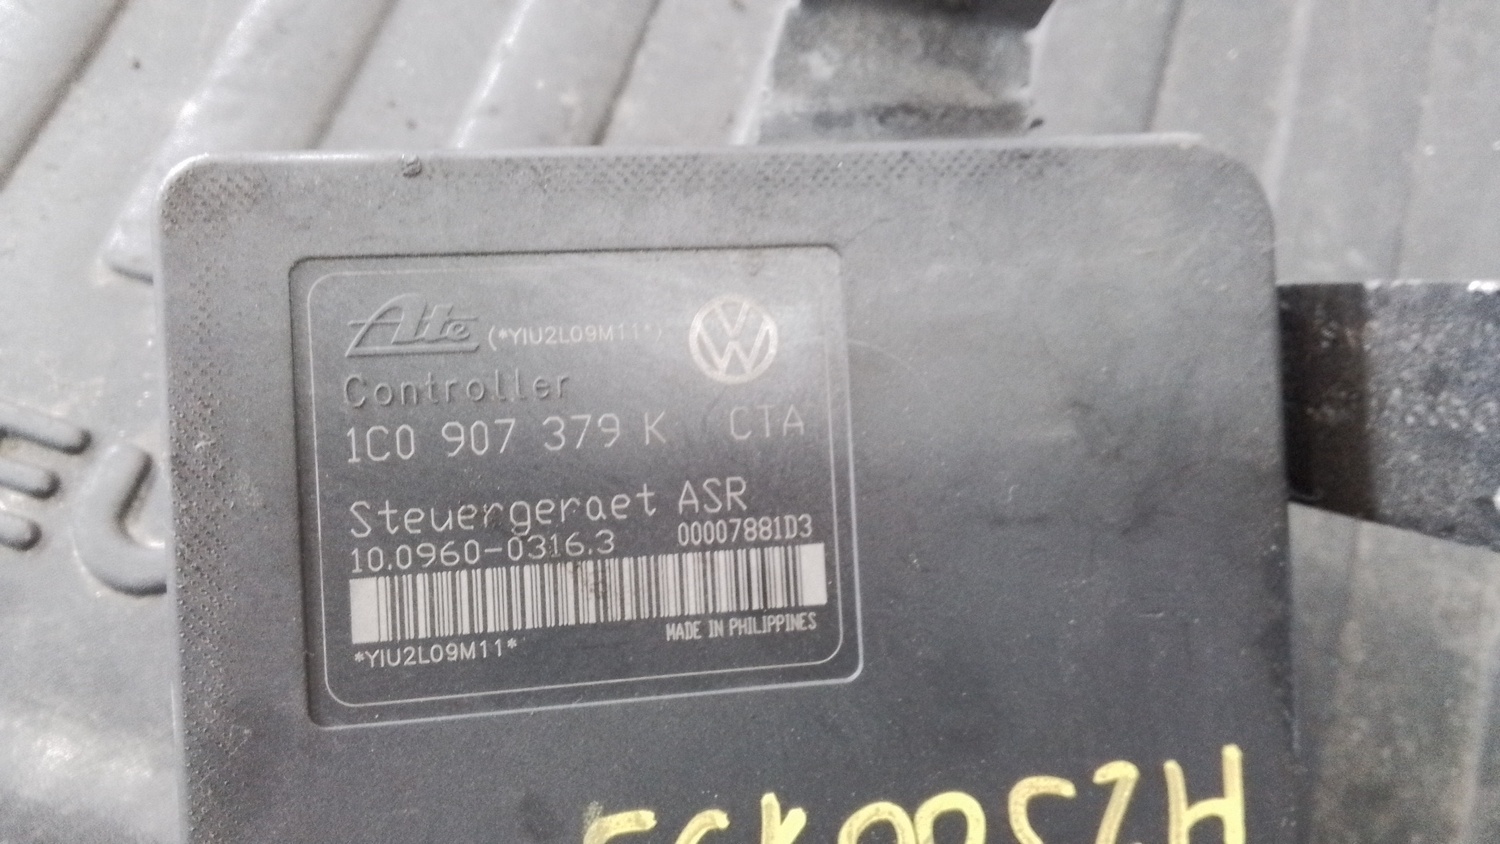 Ate (*YIU2L09M11*)
Controller
1C0 907 379 K CTA
Steuergeraet ASR
10.0960-0316.3 00007881D3
MADE IN PHILIPPINES
*YIU2L09M11*